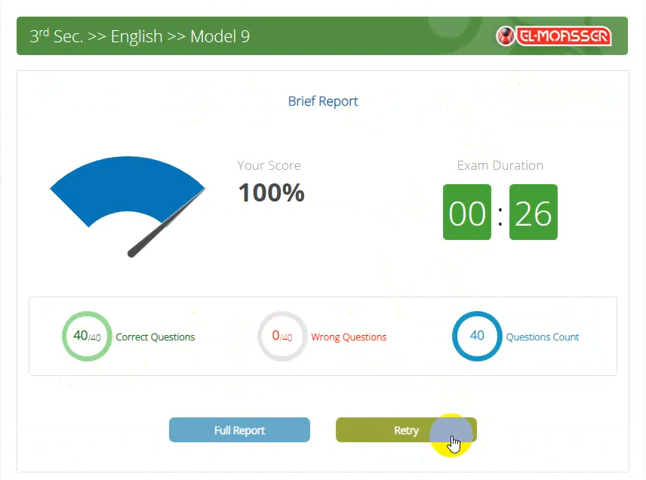 3rd Sec. >> English >> Model 9
EL-MOASSER
Brief Report
Your Score
100%
Exam Duration
00 : 26
40/40 Correct Questions
0/40 Wrong Questions
40 Questions Count
Full Report
Retry